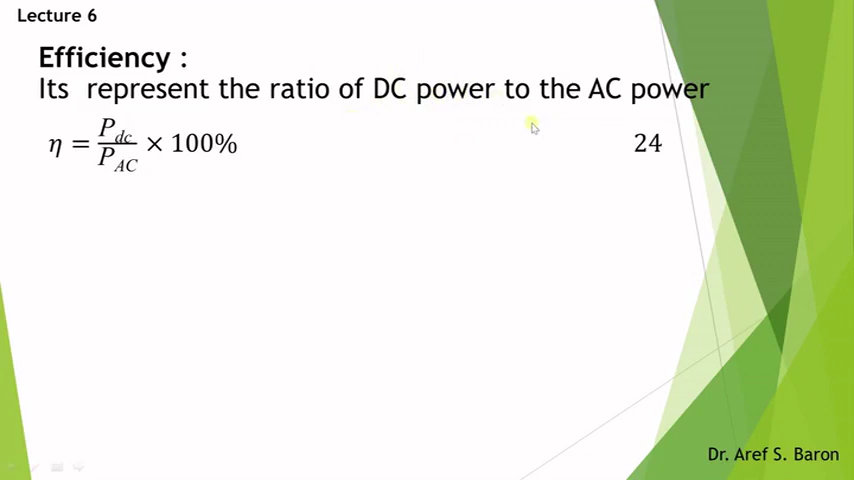 Lecture 6
Efficiency :
Its represent the ratio of DC power to the AC power
η = P_dc / P_AC × 100% 24
Dr. Aref S. Baron